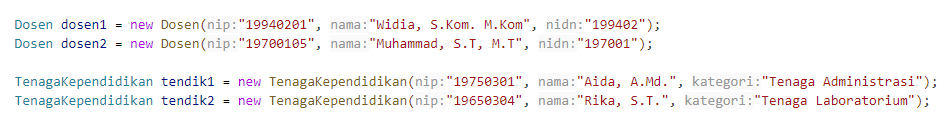 Dosen dosen1 = new Dosen(nip:"19940201", nama:"Widia, S.Kom. M.Kom", nidn:"199402");
Dosen dosen2 = new Dosen(nip:"19700105", nama:"Muhammad, S.T, M.T", nidn:"197001");
TenagaKependidikan tendik1 = new TenagaKependidikan(nip:"19750301", nama:"Aida, A.Md.", kategori:"Tenaga Administrasi");
TenagaKependidikan tendik2 = new TenagaKependidikan(nip:"19650304", nama:"Rika, S.T.", kategori:"Tenaga Laboratorium");